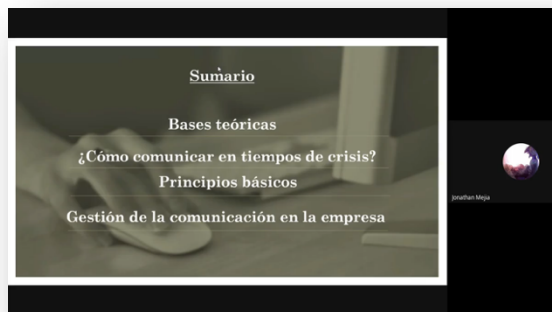 Sumario
Bases teóricas
¿Cómo comunicar en tiempos de crisis?
Principios básicos
Gestión de la comunicación en la empresa
Jonathan Mejia